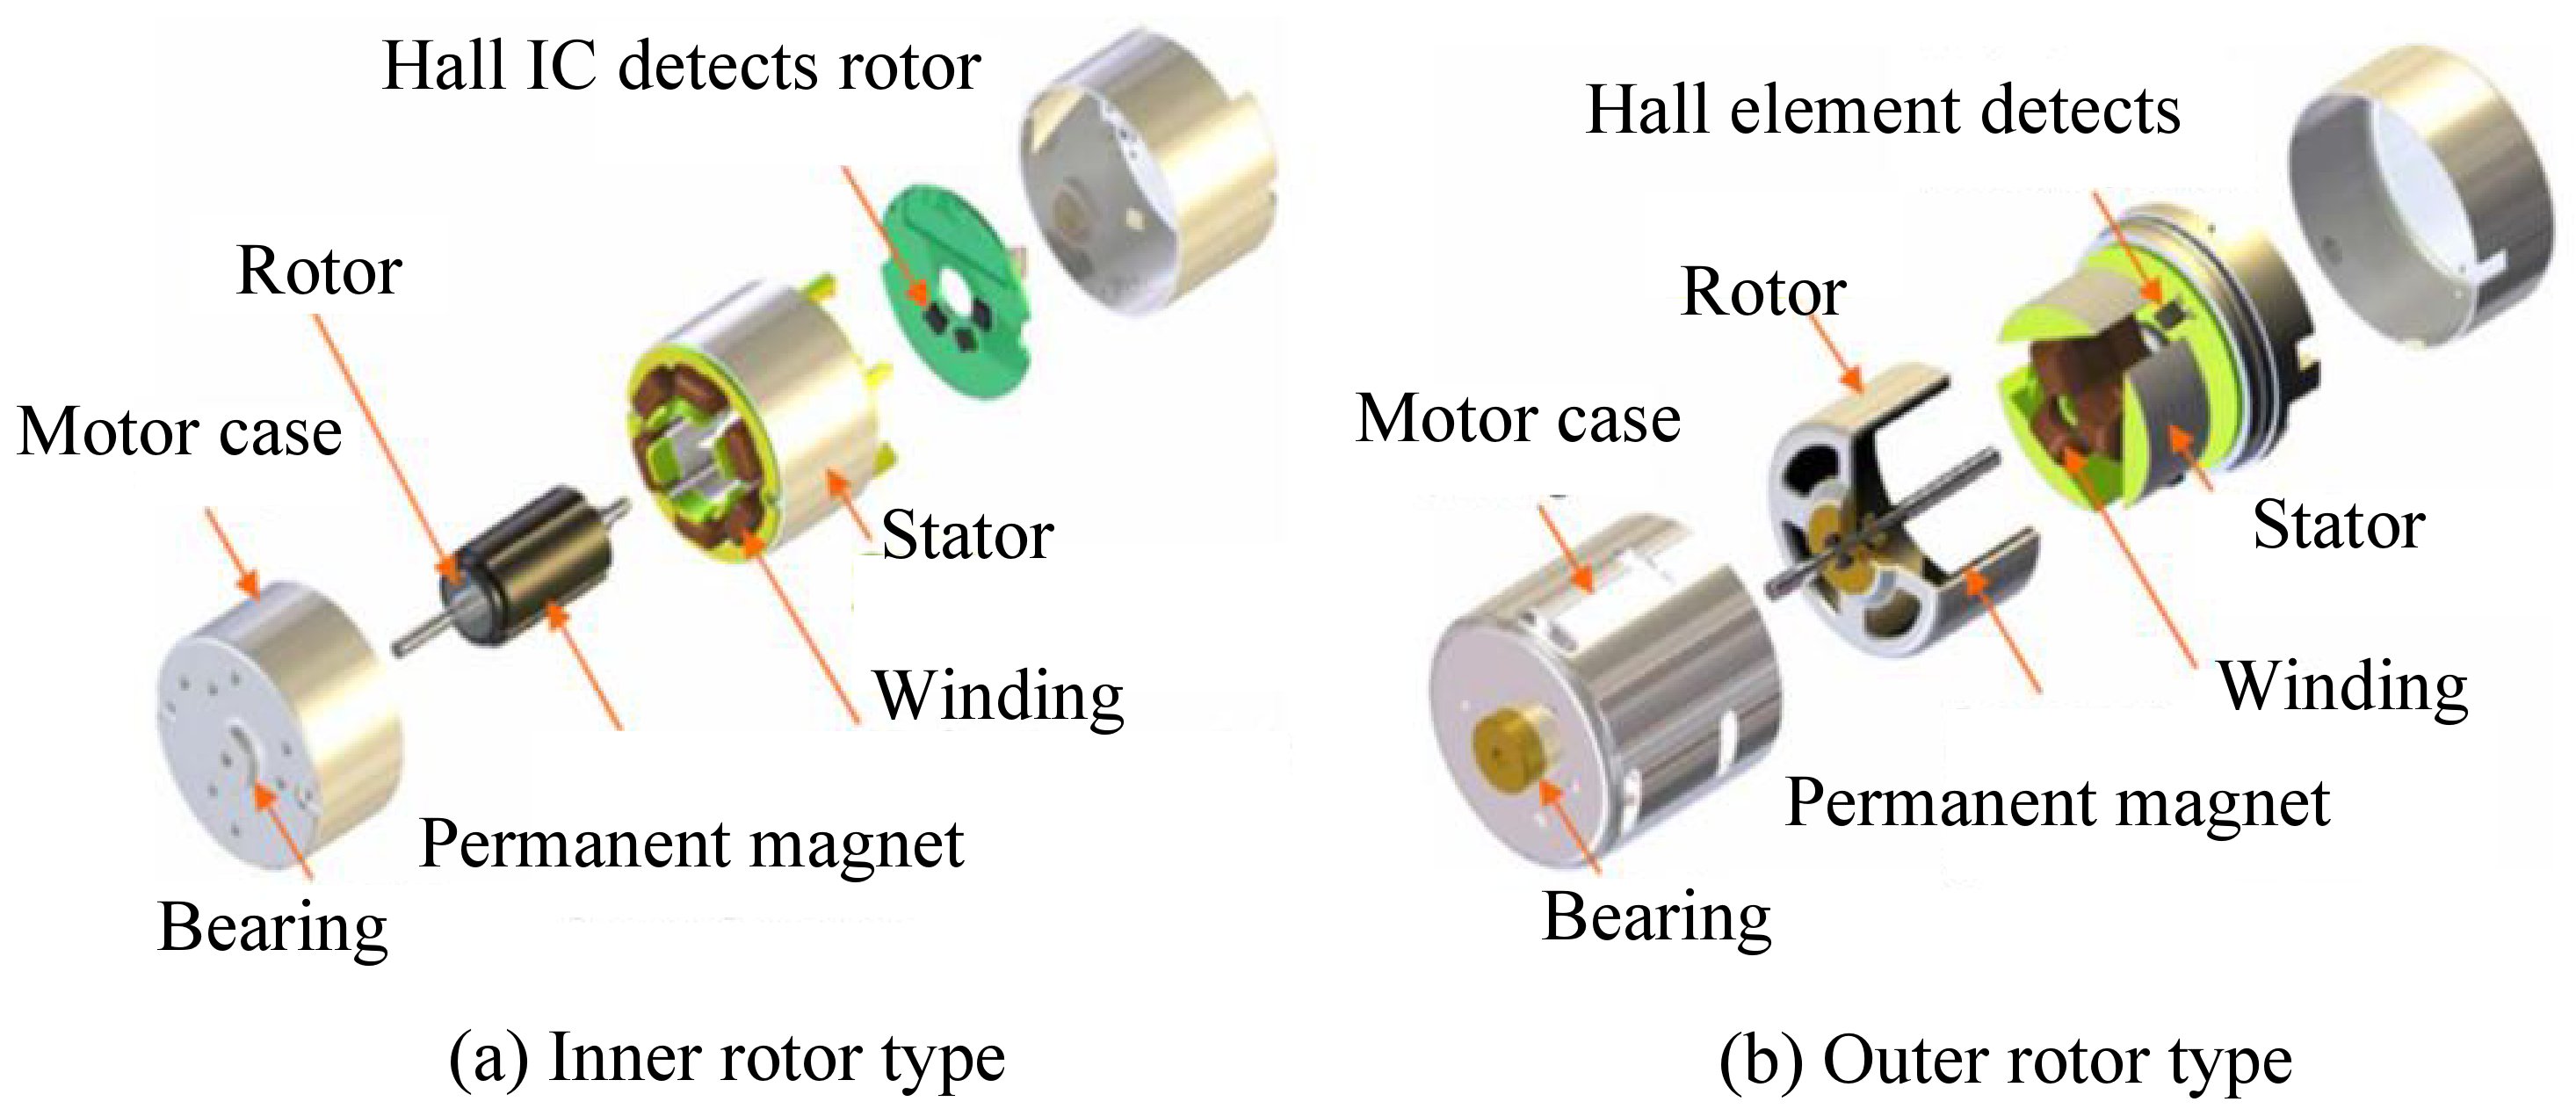 Hall IC detects rotor
Rotor
Motor case
Stator
Winding
Permanent magnet
Bearing
(a) Inner rotor type
Hall element detects
Rotor
Motor case
Stator
Winding
Permanent magnet
Bearing
(b) Outer rotor type